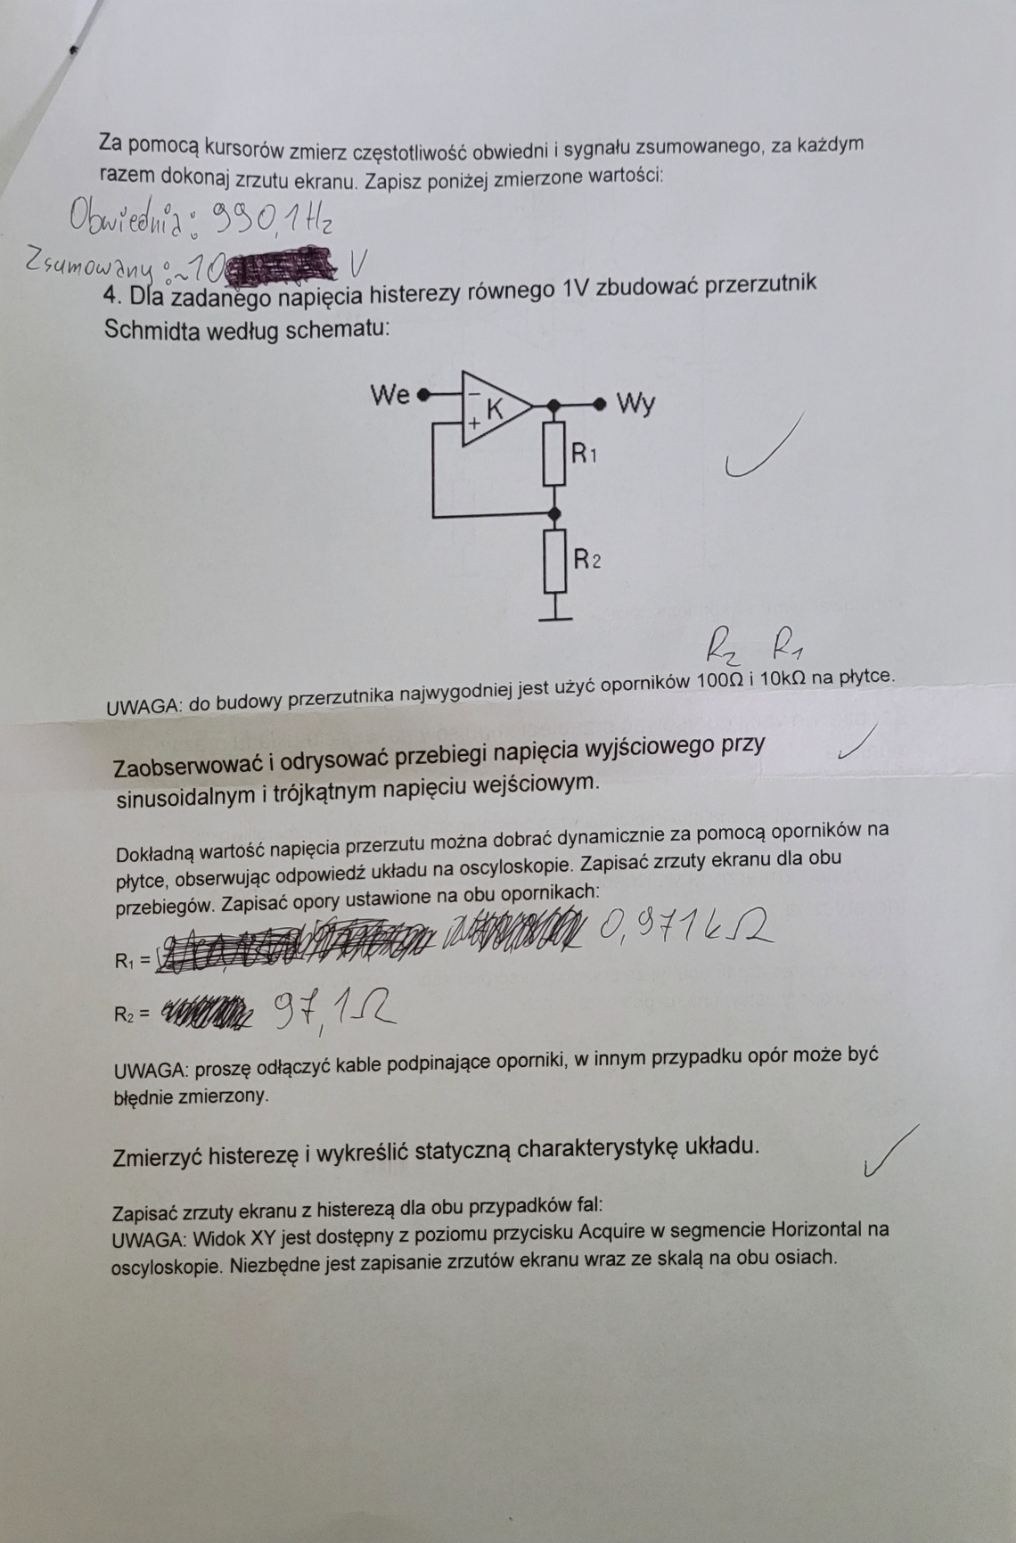 Za pomocą kursorów zmierz częstotliwość obwiedni i sygnału zsumowanego, za każdym
razem dokonaj zrzutu ekranu. Zapisz poniżej zmierzone wartości:
Obwiednia: 990,1Hz
Zsumowany: ~10 V
4. Dla zadanego napięcia histerezy równego 1V zbudować przerzutnik
Schmidta według schematu:
We
K
Wy
R1
R2
R2 R1
UWAGA: do budowy przerzutnika najwygodniej jest użyć oporników 100Ω i 10kΩ na płytce.
Zaobserwować i odrysować przebiegi napięcia wyjściowego przy
sinusoidalnym i trójkątnym napięciu wejściowym.
Dokładną wartość napięcia przerzutu można dobrać dynamicznie za pomocą oporników na
płytce, obserwując odpowiedź układu na oscyloskopie. Zapisać zrzuty ekranu dla obu
przebiegów. Zapisać opory ustawione na obu opornikach:
R1 = 0,971kΩ
R2 = 97,1Ω
UWAGA: proszę odłączyć kable podpinające oporniki, w innym przypadku opór może być
błędnie zmierzony.
Zmierzyć histerezę i wykreślić statyczną charakterystykę układu.
Zapisać zrzuty ekranu z histerezą dla obu przypadków fal:
UWAGA: Widok XY jest dostępny z poziomu przycisku Acquire w segmencie Horizontal na
oscyloskopie. Niezbędne jest zapisanie zrzutów ekranu wraz ze skalą na obu osiach.